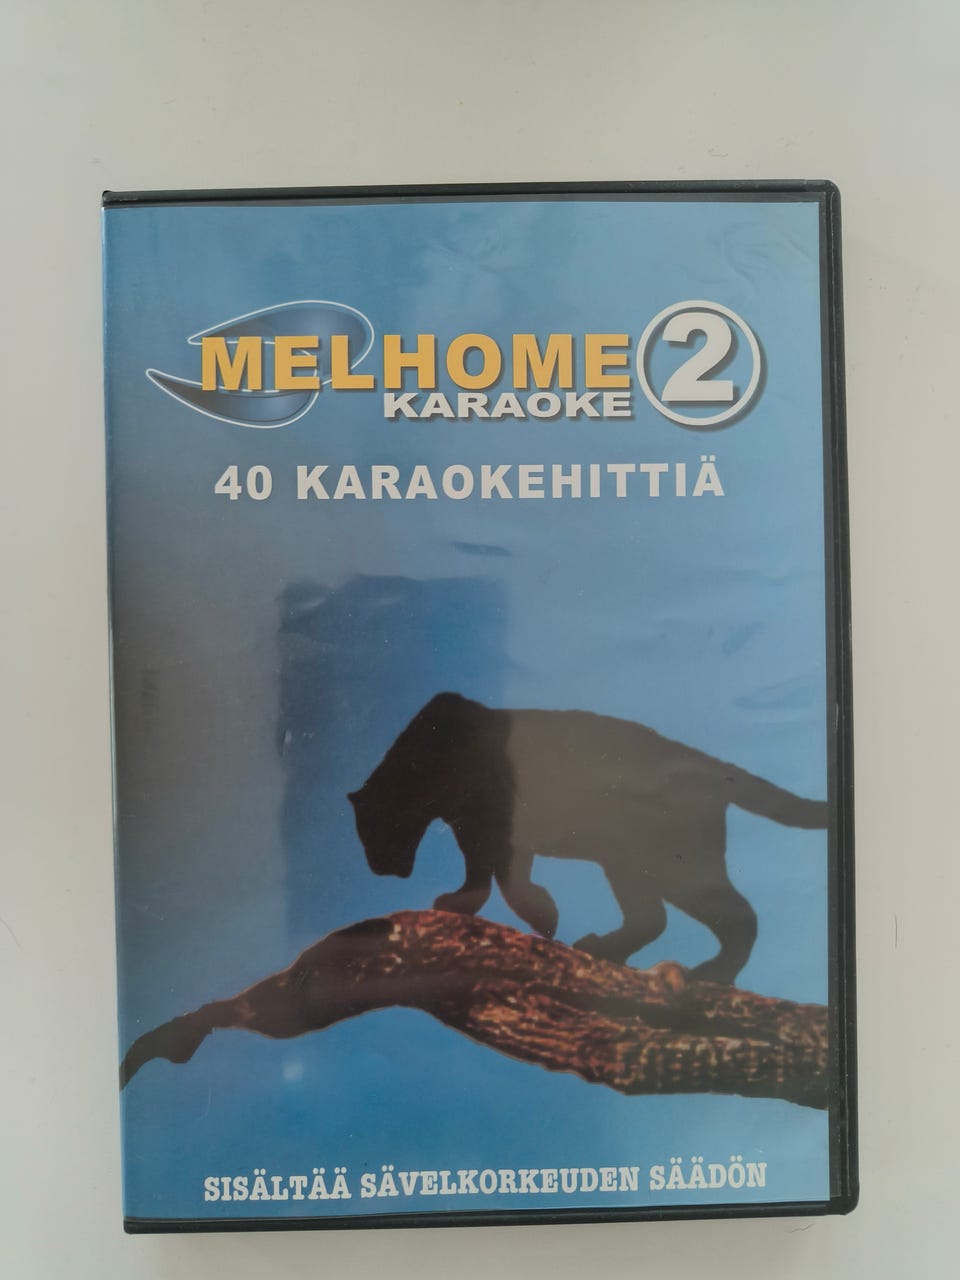 MELHOME 2
KARAOKE
40 KARAOKEHITTIÄ
SISÄLTÄÄ SÄVELKORKEUDEN SÄÄDÖN